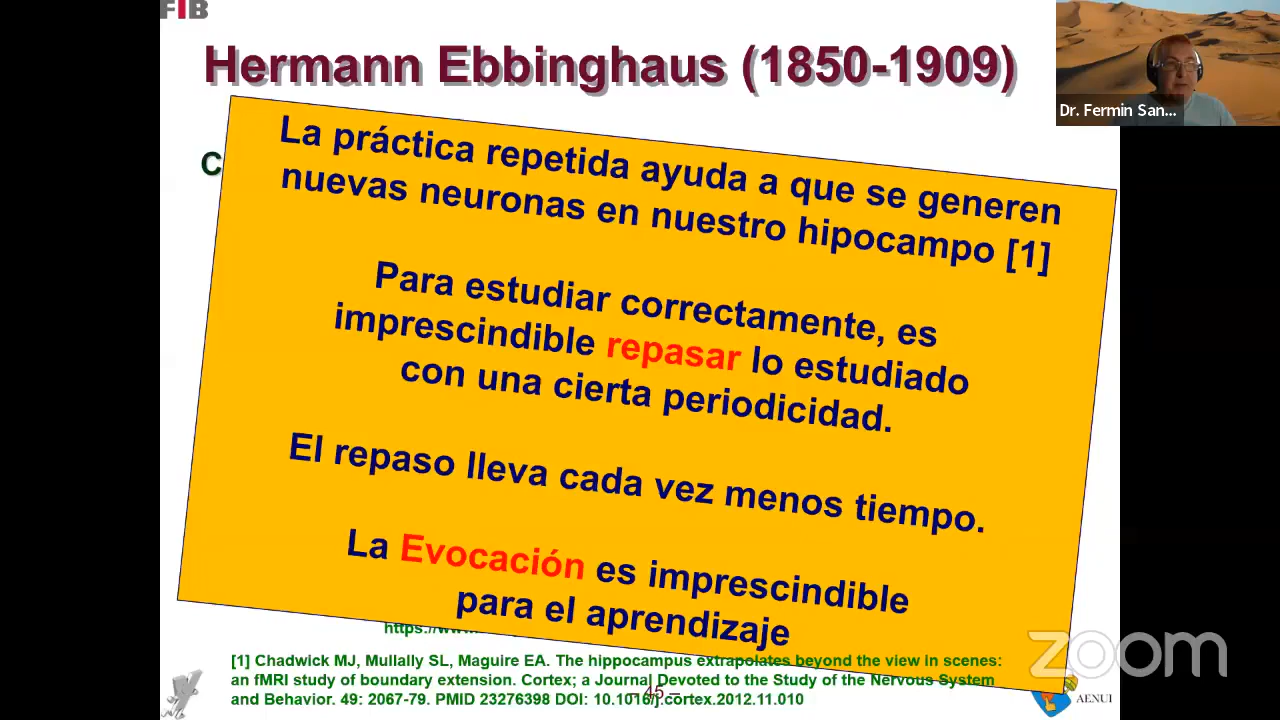 FIB
Hermann Ebbinghaus (1850-1909)
Dr. Fermin San...
C
La práctica repetida ayuda a que se generen
nuevas neuronas en nuestro hipocampo [1]
Para estudiar correctamente, es
imprescindible repasar lo estudiado
con una cierta periodicidad.
El repaso lleva cada vez menos tiempo.
La Evocación es imprescindible
para el aprendizaje
[1] Chadwick MJ, Mullally SL, Maguire EA. The hippocampus extrapolates beyond the view in scenes:
an fMRI study of boundary extension. Cortex; a Journal Devoted to the Study of the Nervous System
and Behavior. 49: 2067-79. PMID 23276398 DOI: 10.1016/j.cortex.2012.11.010
– 45 –
zoom
AENUI